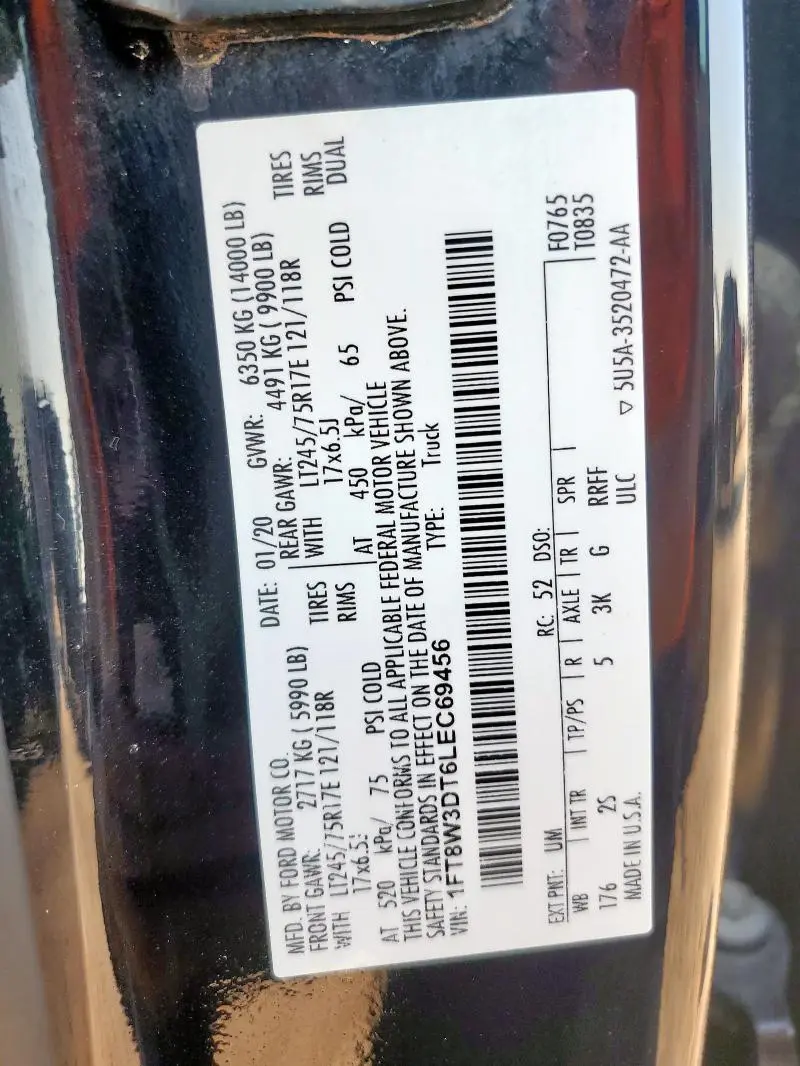 MFD. BY FORD MOTOR CO.
DATE: 01/20 GVWR: 6350 KG (14000 LB)
FRONT GAWR: 2717 KG ( 5990 LB) REAR GAWR: 4491 KG ( 9900 LB)
WITH LT245/75R17E 121/118R TIRES WITH LT245/75R17E 121/118R TIRES
17x6.5J RIMS 17x6.5J RIMS
AT 520 kPa/ 75 PSI COLD AT 450 kPa/ 65 PSI COLD DUAL
THIS VEHICLE CONFORMS TO ALL APPLICABLE FEDERAL MOTOR VEHICLE
SAFETY STANDARDS IN EFFECT ON THE DATE OF MANUFACTURE SHOWN ABOVE.
VIN: 1FT8W3DT6LEC69456 TYPE: Truck
EXT PNT: UM RC: 52 DSO: F0765
WB INT TR TP/PS R AXLE TR SPR T0835
176 2S 5 3K G RRFF
MADE IN U.S.A. ULC ▽ 5U5A-3520472-AA